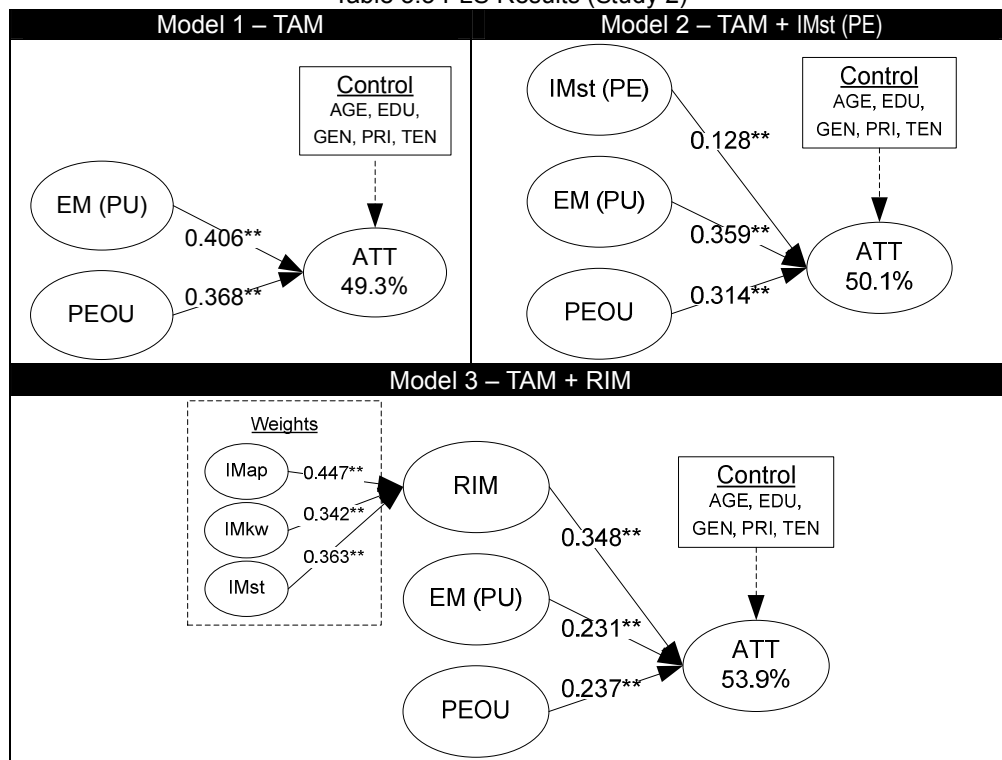 Table 3.3 PLS Results (Study 2)
Model 1 – TAM
Control
AGE, EDU,
GEN, PRI, TEN
EM (PU)
0.406**
ATT
49.3%
0.368**
PEOU
Model 2 – TAM + IMst (PE)
IMst (PE)
Control
AGE, EDU,
GEN, PRI, TEN
0.128**
EM (PU)
0.359**
ATT
50.1%
0.314**
PEOU
Model 3 – TAM + RIM
Weights
IMap
0.447**
IMkw
0.342**
IMst
0.363**
RIM
Control
AGE, EDU,
GEN, PRI, TEN
0.348**
EM (PU)
0.231**
ATT
53.9%
0.237**
PEOU